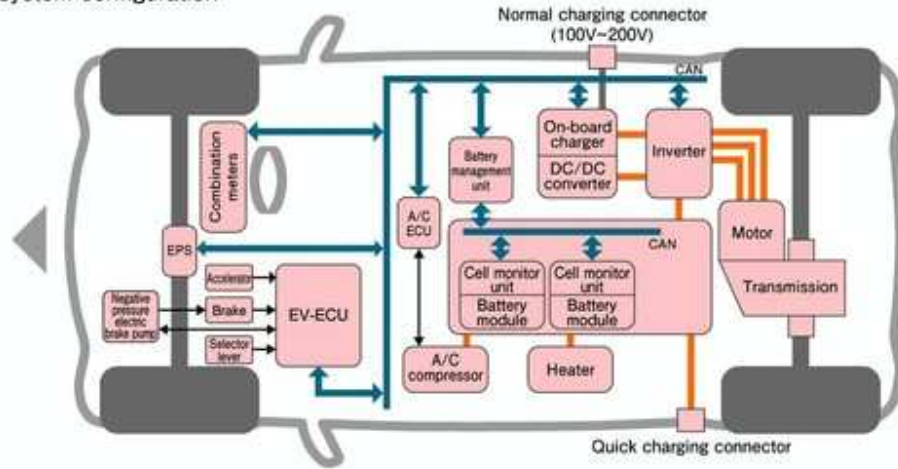 System configuration
Normal charging connector
(100V~200V)
CAN
Combination
meters
On-board
charger
DC/DC
converter
Inverter
Battery
management
unit
A/C
ECU
CAN
Motor
EPS
Cell monitor
unit
Battery
module
Cell monitor
unit
Battery
module
Transmission
Accelerator
Negative
pressure
electric
brake pump
Brake
EV-ECU
Selector
lever
A/C
compressor
Heater
Quick charging connector